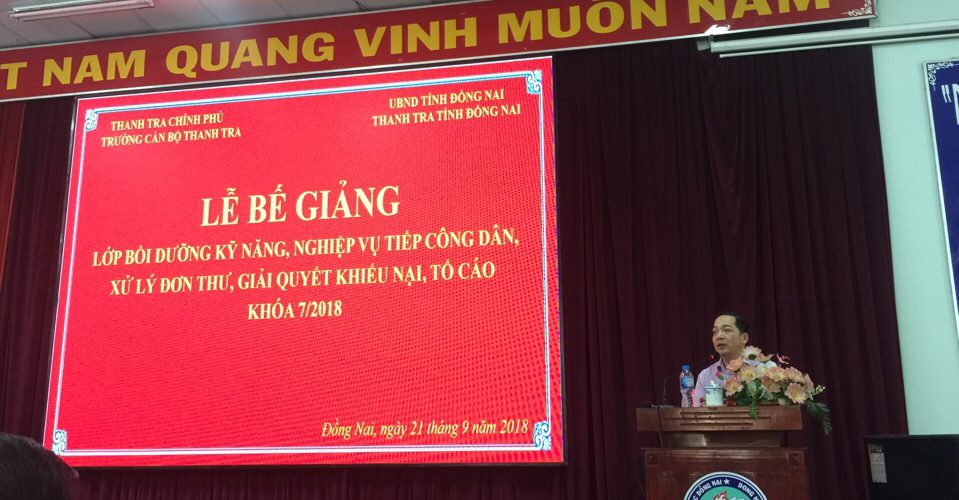 T NAM QUANG VINH MUÔN NĂM
THANH TRA CHÍNH PHỦ
TRƯỜNG CÁN BỘ THANH TRA
UBND TỈNH ĐỒNG NAI
THANH TRA TỈNH ĐỒNG NAI
LỄ BẾ GIẢNG
LỚP BỒI DƯỠNG KỸ NĂNG, NGHIỆP VỤ TIẾP CÔNG DÂN,
XỬ LÝ ĐƠN THƯ, GIẢI QUYẾT KHIẾU NẠI, TỐ CÁO
KHÓA 7/2018
Đồng Nai, ngày 21 tháng 9 năm 2018
ĐỒNG NAI ★ DONG